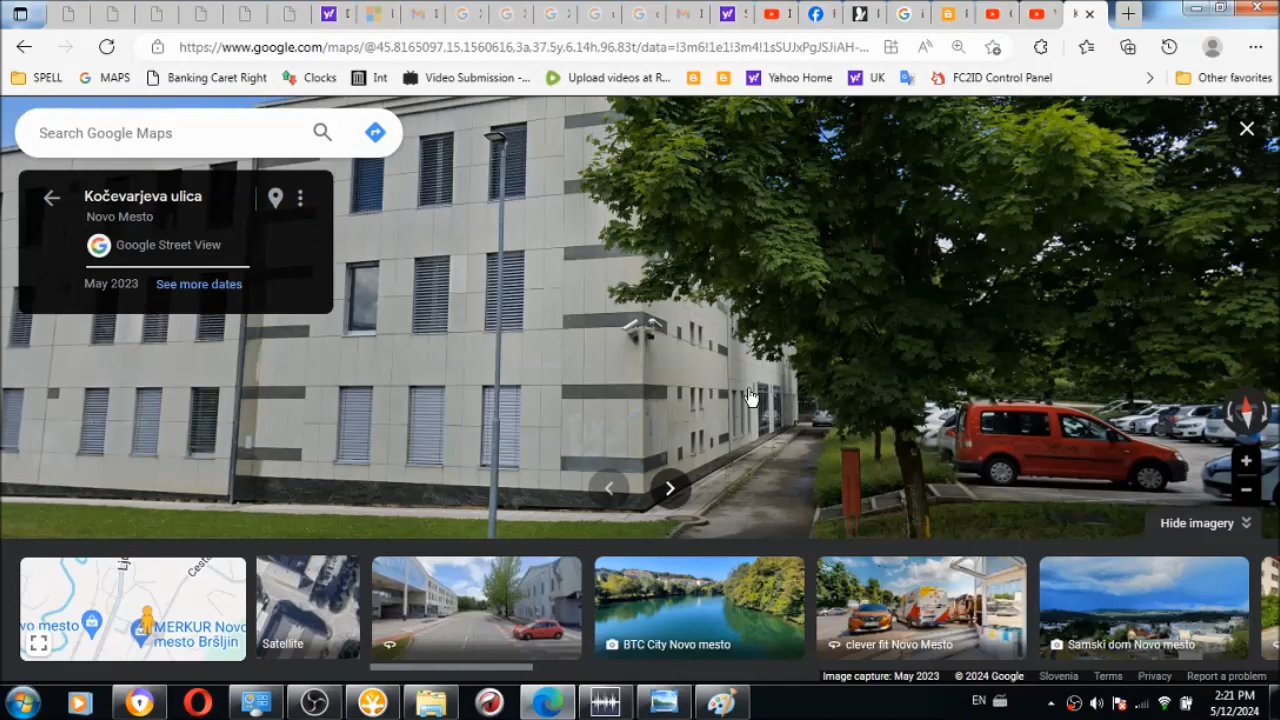 https://www.google.com/maps/@45.8165097,15.1560616,3a,37.5y,6.14h,96.83t/data=!3m6!1e1!3m4!1sSUJxPgJSJiAH-...
SPELL MAPS Banking Caret Right Clocks Int Video Submission -... Upload videos at R... Yahoo Home UK FC2ID Control Panel Other favorites
Search Google Maps
Kočevarjeva ulica
Novo Mesto
Google Street View
May 2023 See more dates
Hide imagery
Satellite
BTC City Novo mesto
clever fit Novo Mesto
Samski dom Novo mesto
vo mesto
MERKUR Novo
mesto Bršljin
Image capture: May 2023 © 2024 Google Slovenia Terms Privacy Report a problem
EN
2:21 PM
5/12/2024